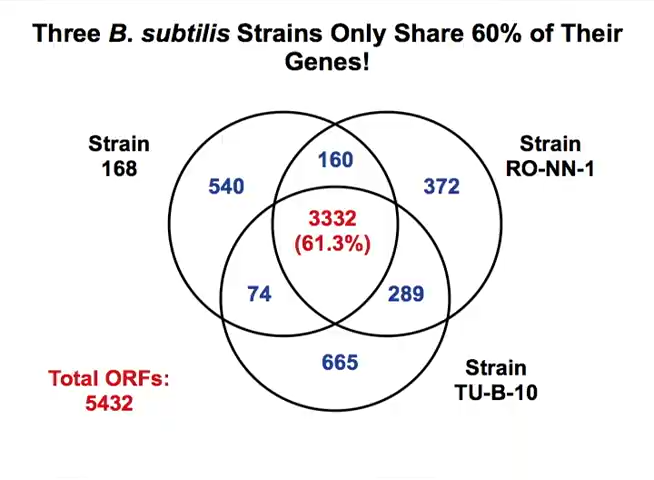 Three B. subtilis Strains Only Share 60% of Their
Genes!
Strain
168
Strain
RO-NN-1
160
540
372
3332
(61.3%)
74
289
665
Total ORFs:
5432
Strain
TU-B-10